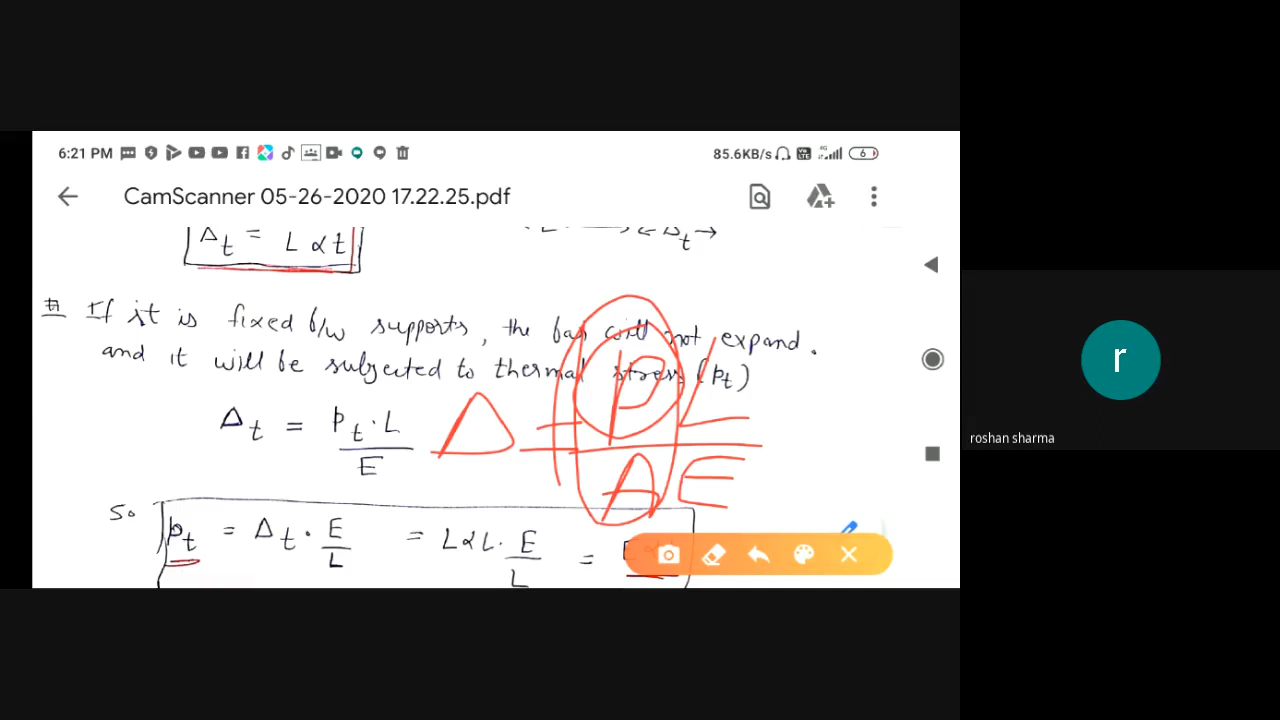 6:21 PM
85.6KB/s
6
CamScanner 05-26-2020 17.22.25.pdf
Δt = L α t
# If it is fixed b/w supports, the bar will not expand.
and it will be subjected to thermal stress (pt)
Δt = pt . L / E
Δ = PL / AE
So pt = Δt . E / L = LαL . E / L =
r
roshan sharma